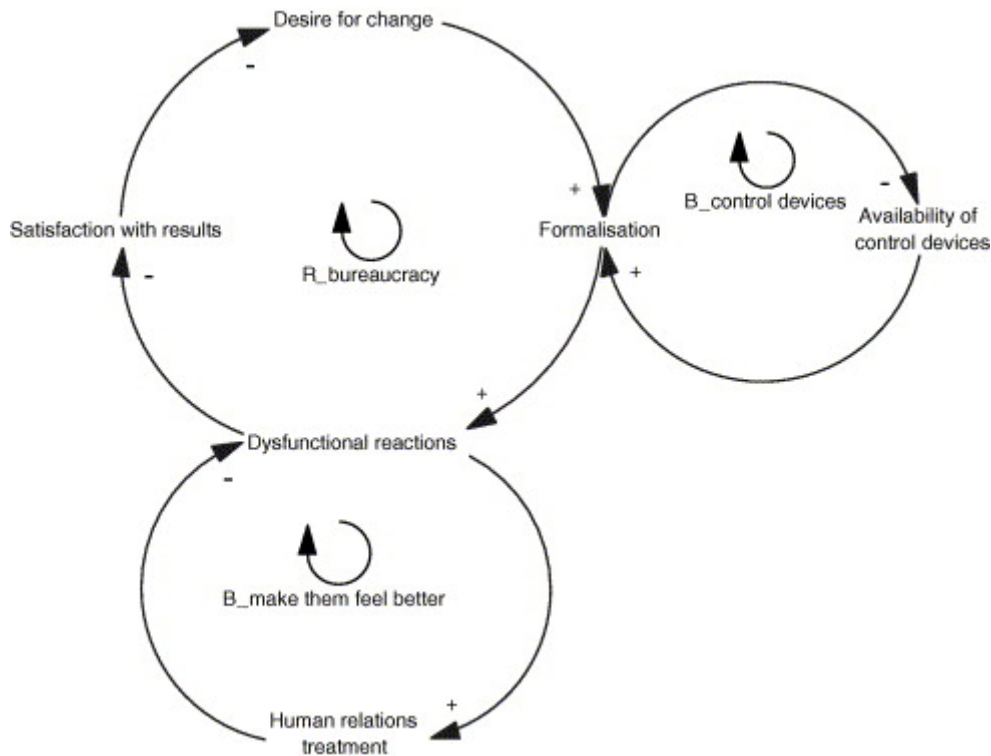 Desire for change
-
+
-
B_control devices
Satisfaction with results
Formalisation
Availability of
control devices
R_bureaucracy
-
+
+
Dysfunctional reactions
-
B_make them feel better
+
Human relations
treatment